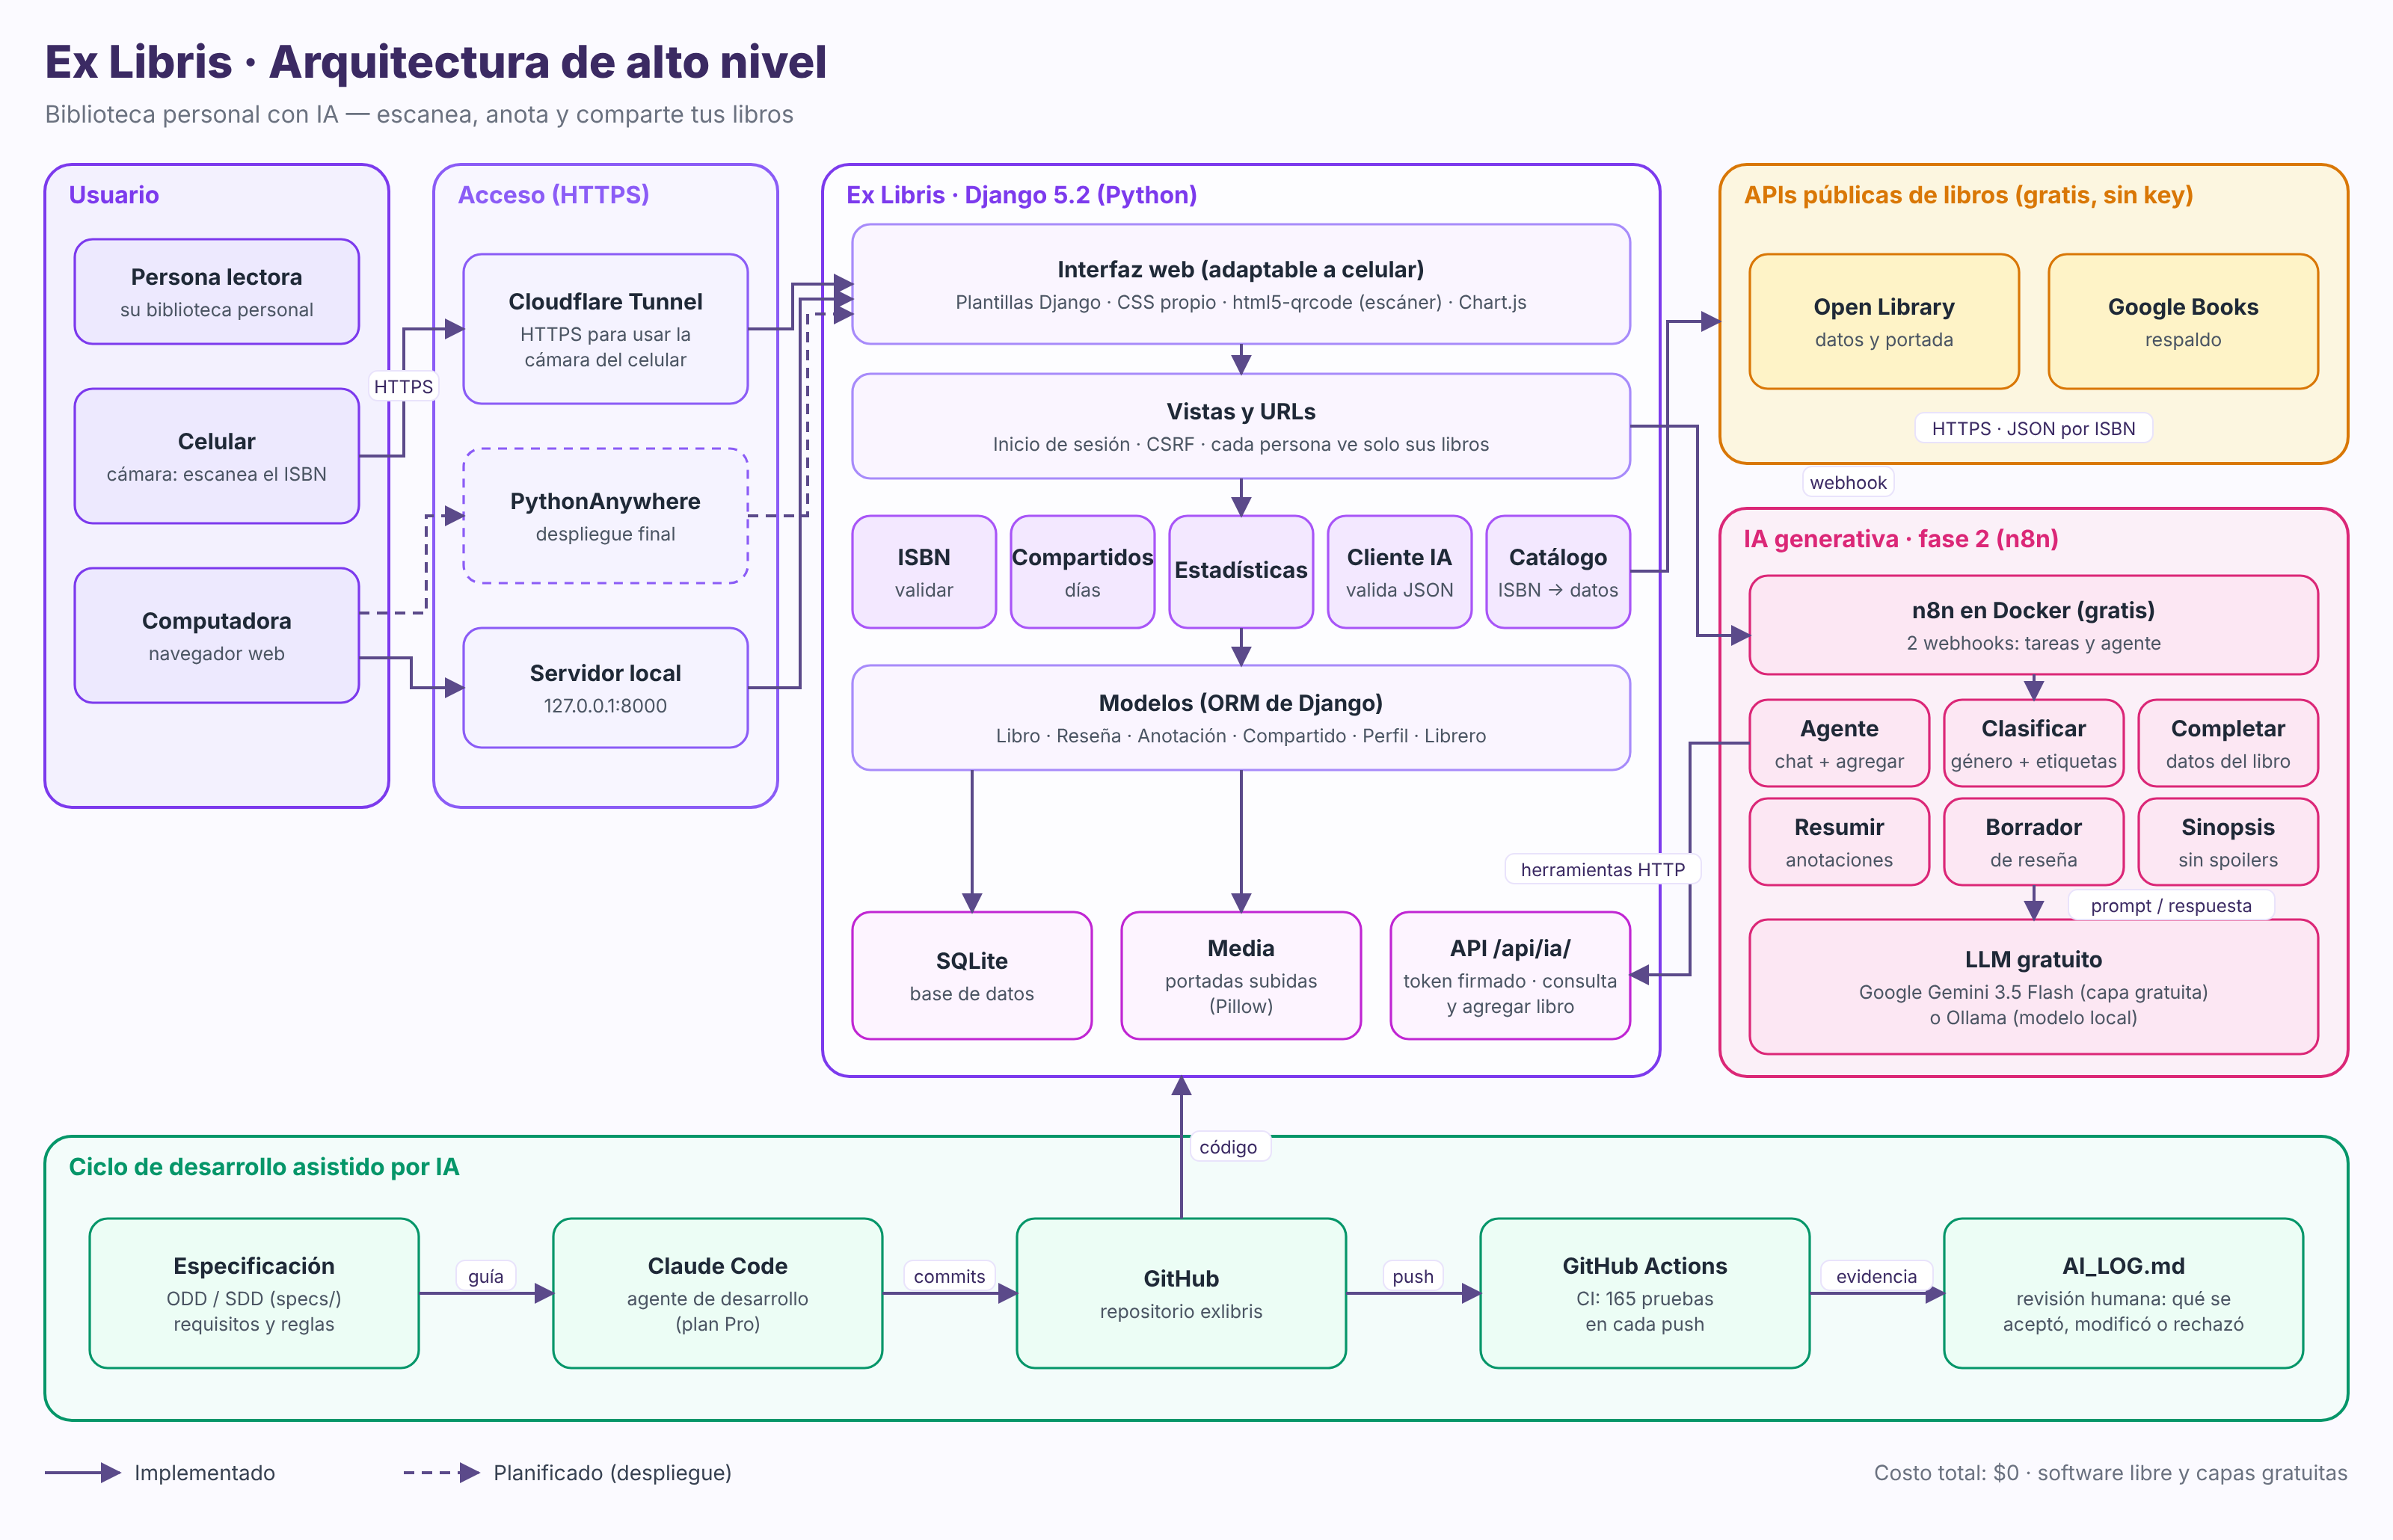 Ex Libris · Arquitectura de alto nivel
Biblioteca personal con IA — escanea, anota y comparte tus libros
Usuario
Persona lectora
su biblioteca personal
Celular
cámara: escanea el ISBN
Computadora
navegador web
HTTPS
Acceso (HTTPS)
Cloudflare Tunnel
HTTPS para usar la
cámara del celular
PythonAnywhere
despliegue final
Servidor local
127.0.0.1:8000
Ex Libris · Django 5.2 (Python)
Interfaz web (adaptable a celular)
Plantillas Django · CSS propio · html5-qrcode (escáner) · Chart.js
Vistas y URLs
Inicio de sesión · CSRF · cada persona ve solo sus libros
ISBN
validar
Compartidos
días
Estadísticas
Cliente IA
valida JSON
Catálogo
ISBN → datos
Modelos (ORM de Django)
Libro · Reseña · Anotación · Compartido · Perfil · Librero
SQLite
base de datos
Media
portadas subidas
(Pillow)
API /api/ia/
token firmado · consulta
y agregar libro
herramientas HTTP
APIs públicas de libros (gratis, sin key)
Open Library
datos y portada
Google Books
respaldo
HTTPS · JSON por ISBN
webhook
IA generativa · fase 2 (n8n)
n8n en Docker (gratis)
2 webhooks: tareas y agente
Agente
chat + agregar
Clasificar
género + etiquetas
Completar
datos del libro
Resumir
anotaciones
Borrador
de reseña
Sinopsis
sin spoilers
prompt / respuesta
LLM gratuito
Google Gemini 3.5 Flash (capa gratuita)
o Ollama (modelo local)
código
Ciclo de desarrollo asistido por IA
Especificación
ODD / SDD (specs/)
requisitos y reglas
guía
Claude Code
agente de desarrollo
(plan Pro)
commits
GitHub
repositorio exlibris
push
GitHub Actions
CI: 165 pruebas
en cada push
evidencia
AI_LOG.md
revisión humana: qué se
aceptó, modificó o rechazó
Implementado
Planificado (despliegue)
Costo total: $0 · software libre y capas gratuitas